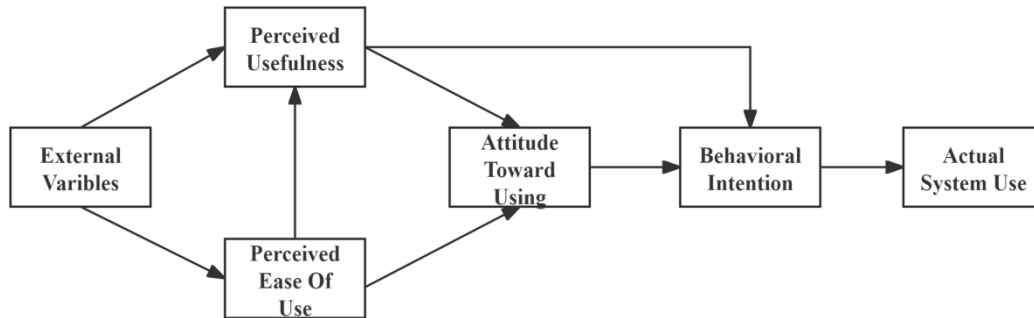 Perceived
Usefulness
External
Varibles
Attitude
Toward
Using
Behavioral
Intention
Actual
System Use
Perceived
Ease Of
Use